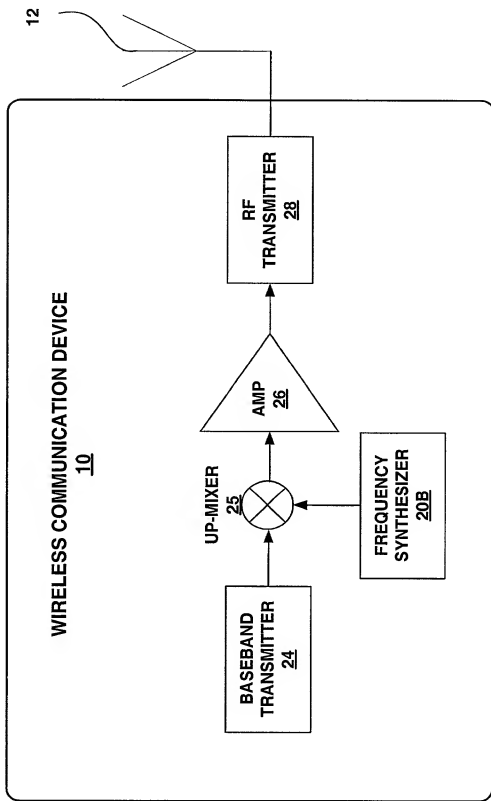 WIRELESS COMMUNICATION DEVICE
10
12
BASEBAND
TRANSMITTER
24
UP-MIXER
25
FREQUENCY
SYNTHESIZER
20B
AMP
26
RF
TRANSMITTER
28